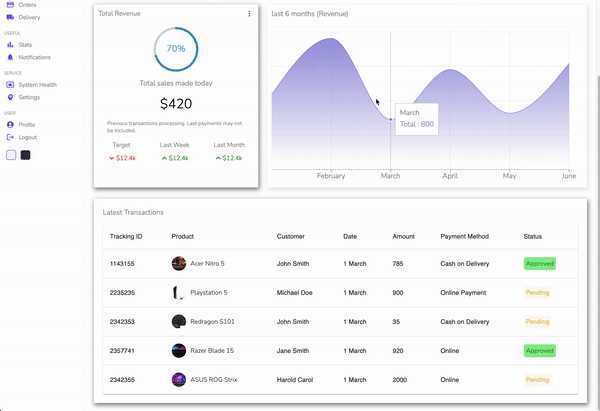 Orders
Delivery
USEFUL
Stats
Notifications
SERVICE
System Health
Settings
USER
Profile
Logout
Total Revenue
70%
Total sales made today
$420
Previous transactions processing. Last payments may not
be included.
Target Last Week Last Month
$12.4k $12.4k $12.4k
last 6 months (Revenue)
March
Total : 800
February March April May June
Latest Transactions
Tracking ID Product Customer Date Amount Payment Method Status
1143155 Acer Nitro 5 John Smith 1 March 785 Cash on Delivery Approved
2235235 Playstation 5 Michael Doe 1 March 900 Online Payment Pending
2342353 Redragon S101 John Smith 1 March 35 Cash on Delivery Pending
2357741 Razer Blade 15 Jane Smith 1 March 920 Online Approved
2342355 ASUS ROG Strix Harold Carol 1 March 2000 Online Pending